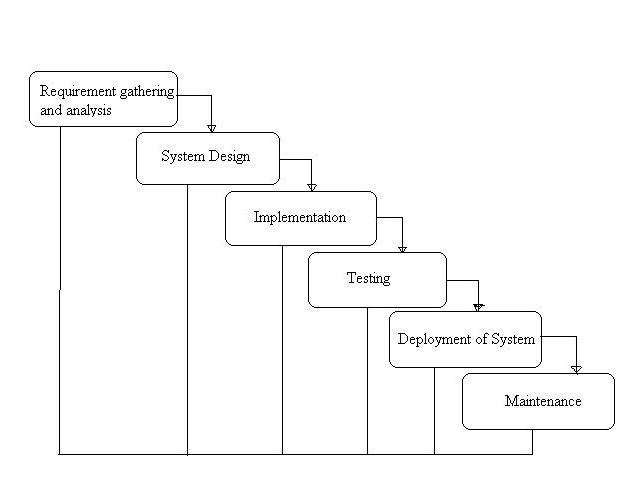 Requirement gathering
and analysis
System Design
Implementation
Testing
Deployment of System
Maintenance